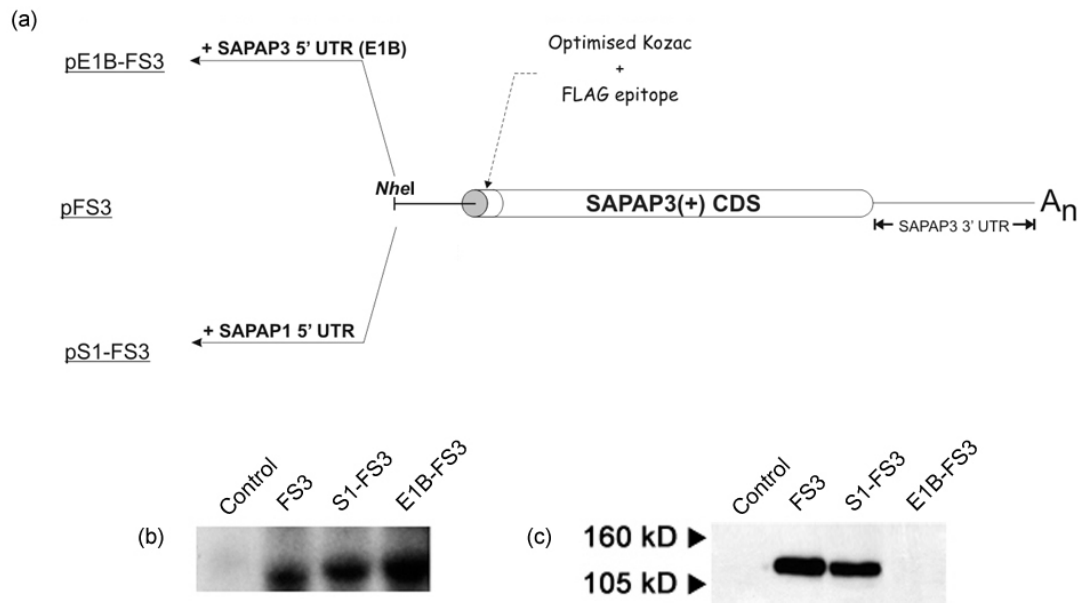 (a)
+ SAPAP3 5' UTR (E1B)
pE1B-FS3
Optimised Kozac
+
FLAG epitope
NheI
pFS3
SAPAP3(+) CDS
An
SAPAP3 3' UTR
+ SAPAP1 5' UTR
pS1-FS3
Control
FS3
S1-FS3
E1B-FS3
(b)
Control
FS3
S1-FS3
E1B-FS3
(c)
160 kD
105 kD